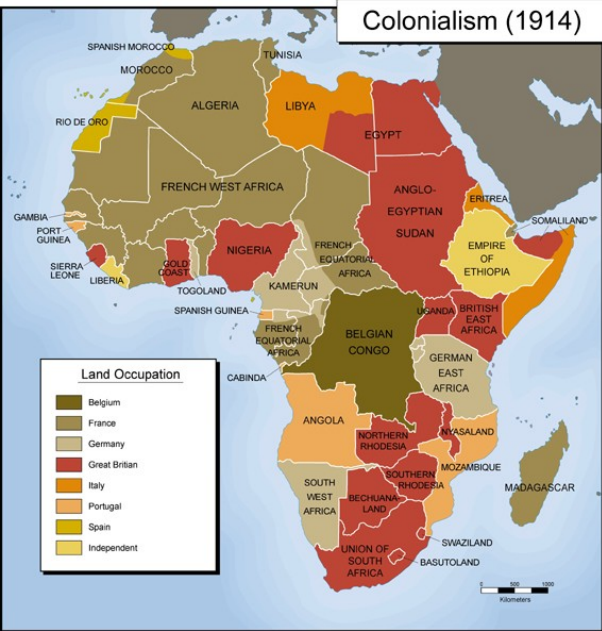 Colonialism (1914)
SPANISH MOROCCO
TUNISIA
MOROCCO
ALGERIA
LIBYA
RIO DE ORO
EGYPT
FRENCH WEST AFRICA
ANGLO-
EGYPTIAN
SUDAN
ERITREA
GAMBIA
SOMALILAND
PORT
GUINEA
EMPIRE
OF
ETHIOPIA
NIGERIA
FRENCH
EQUATORIAL
AFRICA
SIERRA
LEONE
GOLD
COAST
LIBERIA
TOGOLAND
KAMERUN
SPANISH GUINEA
UGANDA
BRITISH
EAST
AFRICA
FRENCH
EQUATORIAL
AFRICA
BELGIAN
CONGO
GERMAN
EAST
AFRICA
CABINDA
Land Occupation
Belgium
France
Germany
Great Britian
Italy
Portugal
Spain
Independent
ANGOLA
NORTHERN
RHODESIA
NYASALAND
MOZAMBIQUE
SOUTHERN
RHODESIA
SOUTH
WEST
AFRICA
BECHUANA-
LAND
MADAGASCAR
SWAZILAND
UNION OF
SOUTH
AFRICA
BASUTOLAND
0 500 1000
Kilometers